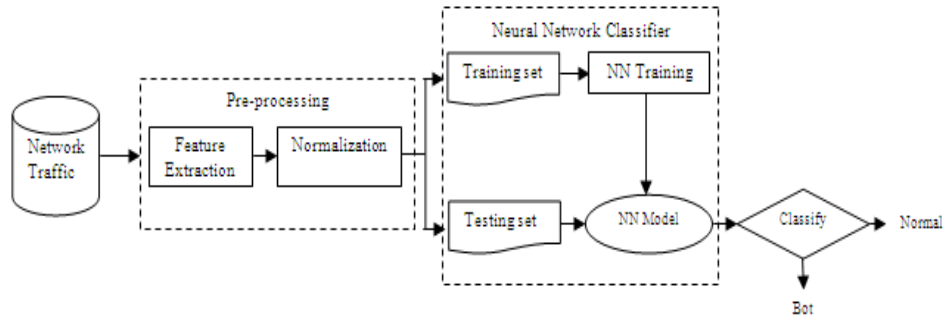 Neural Network Classifier
Training set
NN Training
Pre-processing
Network
Traffic
Feature
Extraction
Normalization
Testing set
NN Model
Classify
Normal
Bot